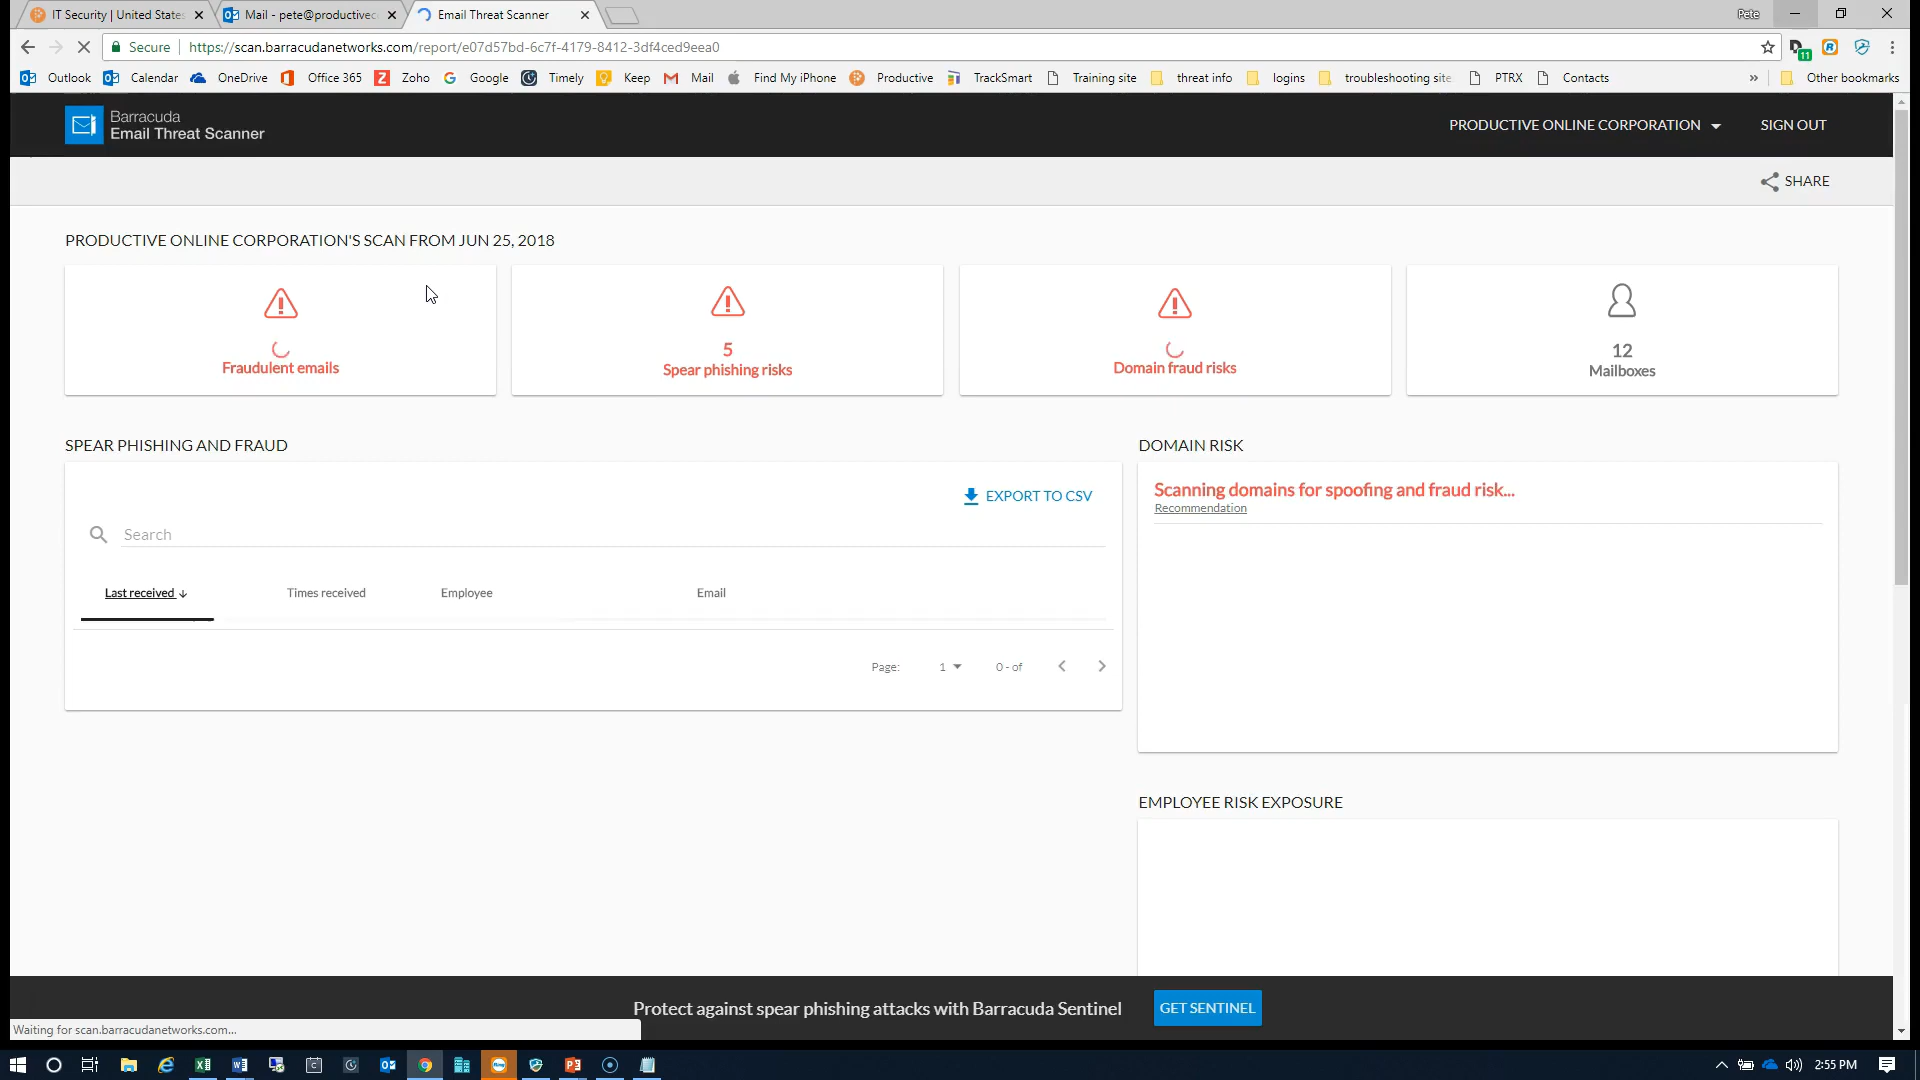 IT Security | United States
Mail - pete@productivec
Email Threat Scanner
Pete
Secure
https://scan.barracudanetworks.com/report/e07d57bd-6c7f-4179-8412-3df4ced9eea0
11
Outlook
Calendar
OneDrive
Office 365
Zoho
Google
Timely
Keep
Mail
Find My iPhone
Productive
TrackSmart
Training site
threat info
logins
troubleshooting site
PTRX
Contacts
»
Other bookmarks
Barracuda
Email Threat Scanner
PRODUCTIVE ONLINE CORPORATION
SIGN OUT
SHARE
PRODUCTIVE ONLINE CORPORATION'S SCAN FROM JUN 25, 2018
Fraudulent emails
5
Spear phishing risks
Domain fraud risks
12
Mailboxes
SPEAR PHISHING AND FRAUD
EXPORT TO CSV
Search
Last received
Times received
Employee
Email
Page:
1
0 - of
DOMAIN RISK
Scanning domains for spoofing and fraud risk...
Recommendation
EMPLOYEE RISK EXPOSURE
Protect against spear phishing attacks with Barracuda Sentinel
GET SENTINEL
Waiting for scan.barracudanetworks.com...
2:55 PM